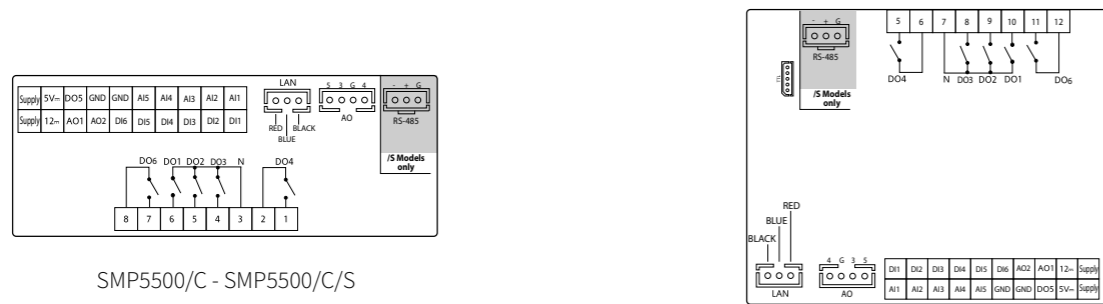 LAN
5 3 G 4
AO
- + G
RS-485
/S Models
only
Supply 5V⎓ DO5 GND GND AI5 AI4 AI3 AI2 AI1
Supply 12⎓ AO1 AO2 DI6 DI5 DI4 DI3 DI2 DI1
RED BLACK
BLUE
DO6 DO1 DO2 DO3 N DO4
8 7 6 5 4 3 2 1
SMP5500/C - SMP5500/C/S
- + G
RS-485
/S Models
only
5 6 7 8 9 10 11 12
DO4 N DO3 DO2 DO1 DO6
RED
BLUE
BLACK
LAN
4 G 3 5
AO
DI1 DI2 DI3 DI4 DI5 DI6 AO2 AO1 12⎓ Supply
AI1 AI2 AI3 AI4 AI5 GND GND DO5 5V⎓ Supply